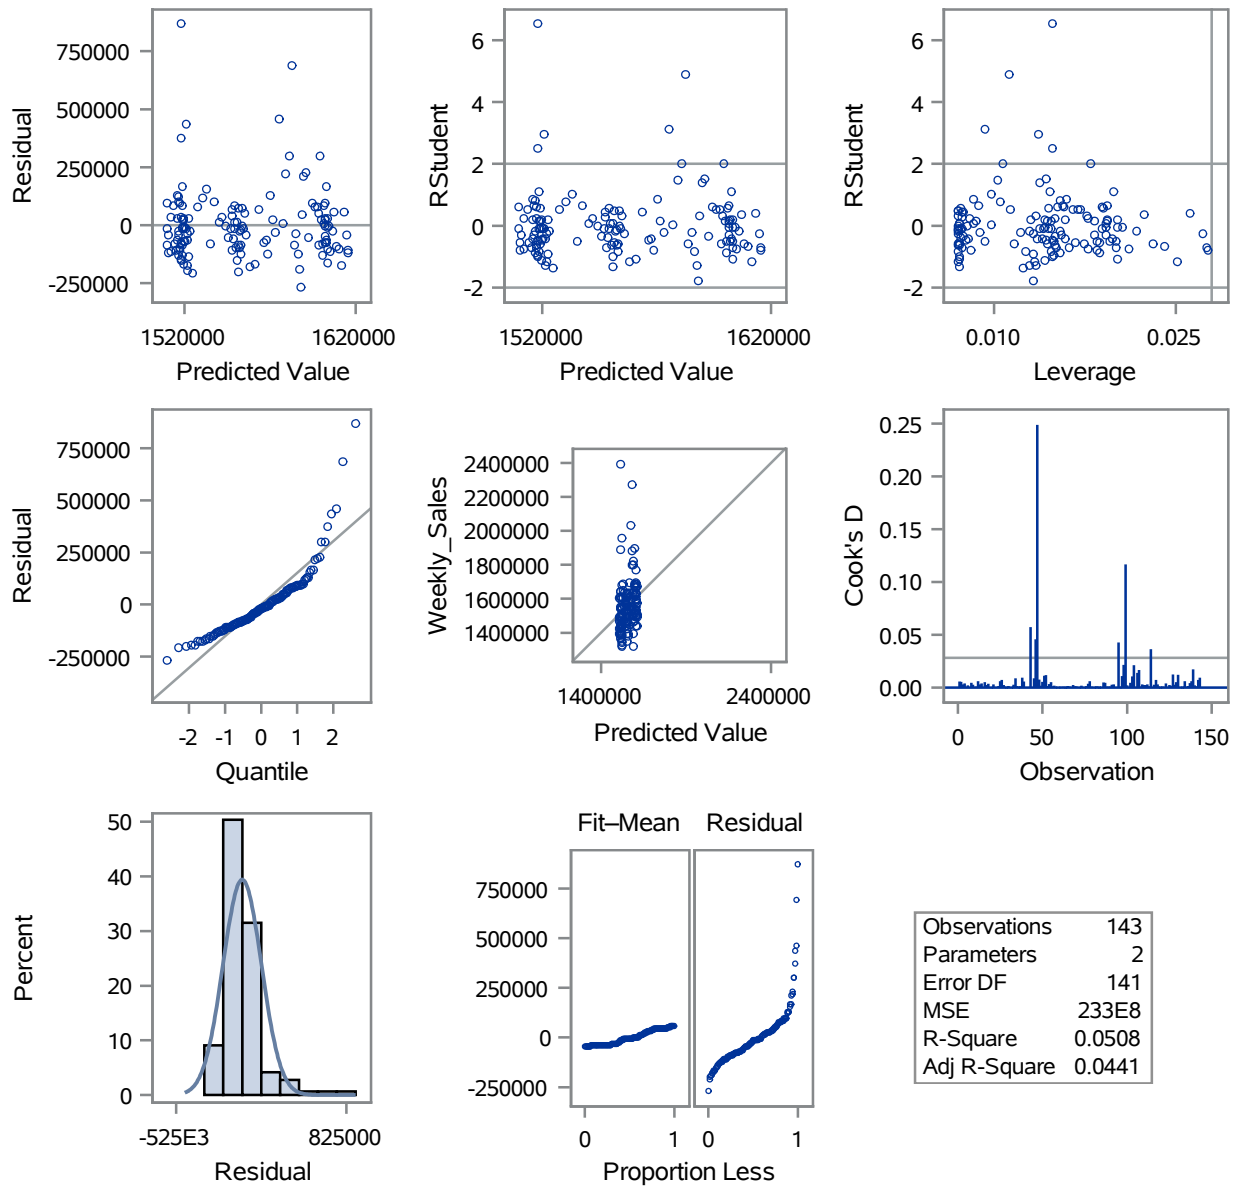 750000
500000
250000
0
-250000
Residual
1520000 1620000
Predicted Value
6
4
2
0
-2
RStudent
1520000 1620000
Predicted Value
6
4
2
0
-2
RStudent
0.010 0.025
Leverage
750000
500000
250000
0
-250000
Residual
-2 -1 0 1 2
Quantile
2400000
2200000
2000000
1800000
1600000
1400000
Weekly_Sales
1400000 2400000
Predicted Value
0.25
0.20
0.15
0.10
0.05
0.00
Cook's D
0 50 100 150
Observation
50
40
30
20
10
0
Percent
-525E3 825000
Residual
Fit–Mean Residual
750000
500000
250000
0
-250000
0 1 0 1
Proportion Less
Observations 143
Parameters 2
Error DF 141
MSE 233E8
R-Square 0.0508
Adj R-Square 0.0441